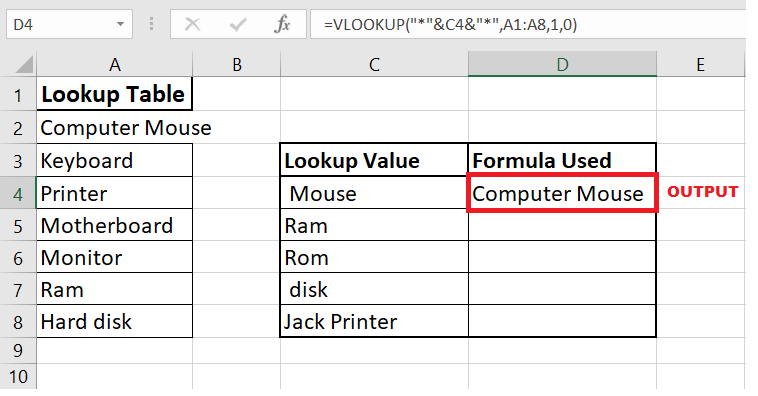 D4 fx =VLOOKUP("*"&C4&"*",A1:A8,1,0)
A B C D E
1 Lookup Table
2 Computer Mouse
3 Keyboard Lookup Value Formula Used
4 Printer Mouse Computer Mouse OUTPUT
5 Motherboard Ram
6 Monitor Rom
7 Ram disk
8 Hard disk Jack Printer
9
10